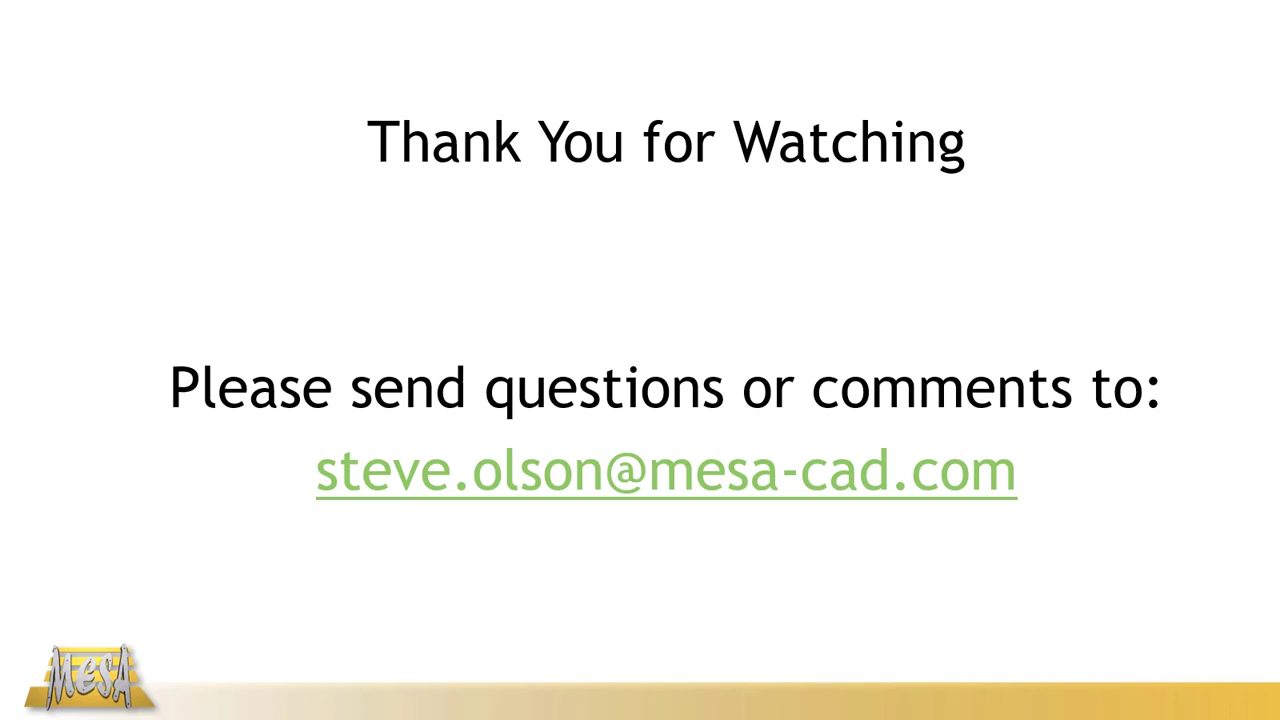 Thank You for Watching
Please send questions or comments to:
steve.olson@mesa-cad.com
MESA